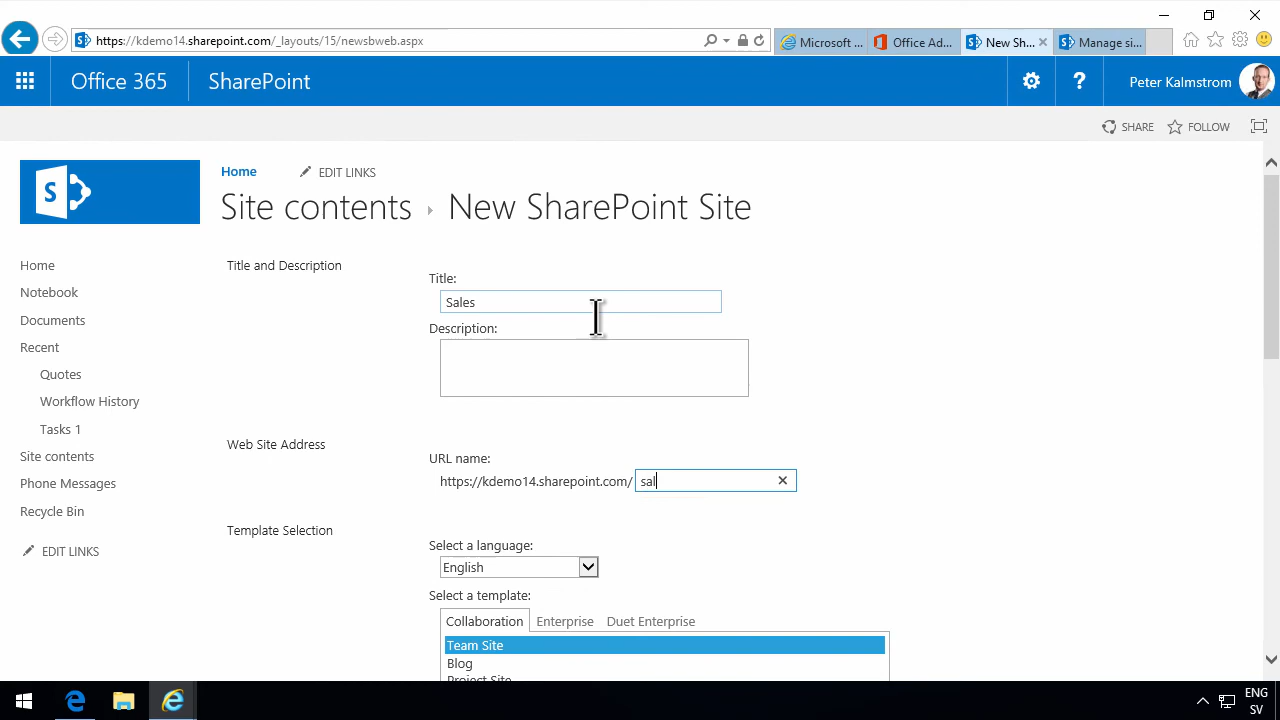 https://kdemo14.sharepoint.com/_layouts/15/newsbweb.aspx
Microsoft ...
Office Ad...
New Sh...
Manage si...
Office 365
SharePoint
?
Peter Kalmstrom
SHARE
FOLLOW
S
Home
EDIT LINKS
Site contents
New SharePoint Site
Home
Notebook
Documents
Recent
Quotes
Workflow History
Tasks 1
Site contents
Phone Messages
Recycle Bin
EDIT LINKS
Title and Description
Title:
Sales
Description:
Web Site Address
URL name:
https://kdemo14.sharepoint.com/ sal
Template Selection
Select a language:
English
Select a template:
Collaboration Enterprise Duet Enterprise
Team Site
Blog
Project Site
ENG
SV